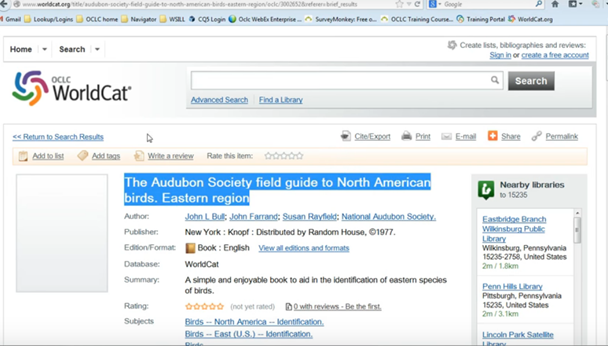 www.worldcat.org/title/audubon-society-field-guide-to-north-american-birds-eastern-region/oclc/3002652&referer=brief_results
Google
Gmail Lookup/Logins OCLC home Navigator WSILL CQ5 Login OCLC WebEx Enterprise ... SurveyMonkey: Free o... OCLC Training Course... Training Portal WorldCat.org
Home Search
Create lists, bibliographies and reviews:
Sign in or create a free account
OCLC
WorldCat®
Search
Advanced Search Find a Library
<< Return to Search Results
Cite/Export Print E-mail Share Permalink
Add to list Add tags Write a review Rate this item:
The Audubon Society field guide to North American
birds. Eastern region
Author: John L Bull; John Farrand; Susan Rayfield; National Audubon Society.
Publisher: New York : Knopf : Distributed by Random House, ©1977.
Edition/Format: Book : English View all editions and formats
Database: WorldCat
Summary: A simple and enjoyable book to aid in the identification of eastern species
of birds.
Rating: (not yet rated) 0 with reviews - Be the first.
Subjects Birds -- North America -- Identification.
Birds -- East (U.S.) -- Identification.
Nearby libraries
to 15235
Eastbridge Branch
Wilkinsburg Public
Library
Wilkinsburg, Pennsylvania
15235-2758, United States
2m / 1.8km
Penn Hills Library
Pittsburgh, Pennsylvania
15235, United States
2m / 3.1km
Lincoln Park Satellite